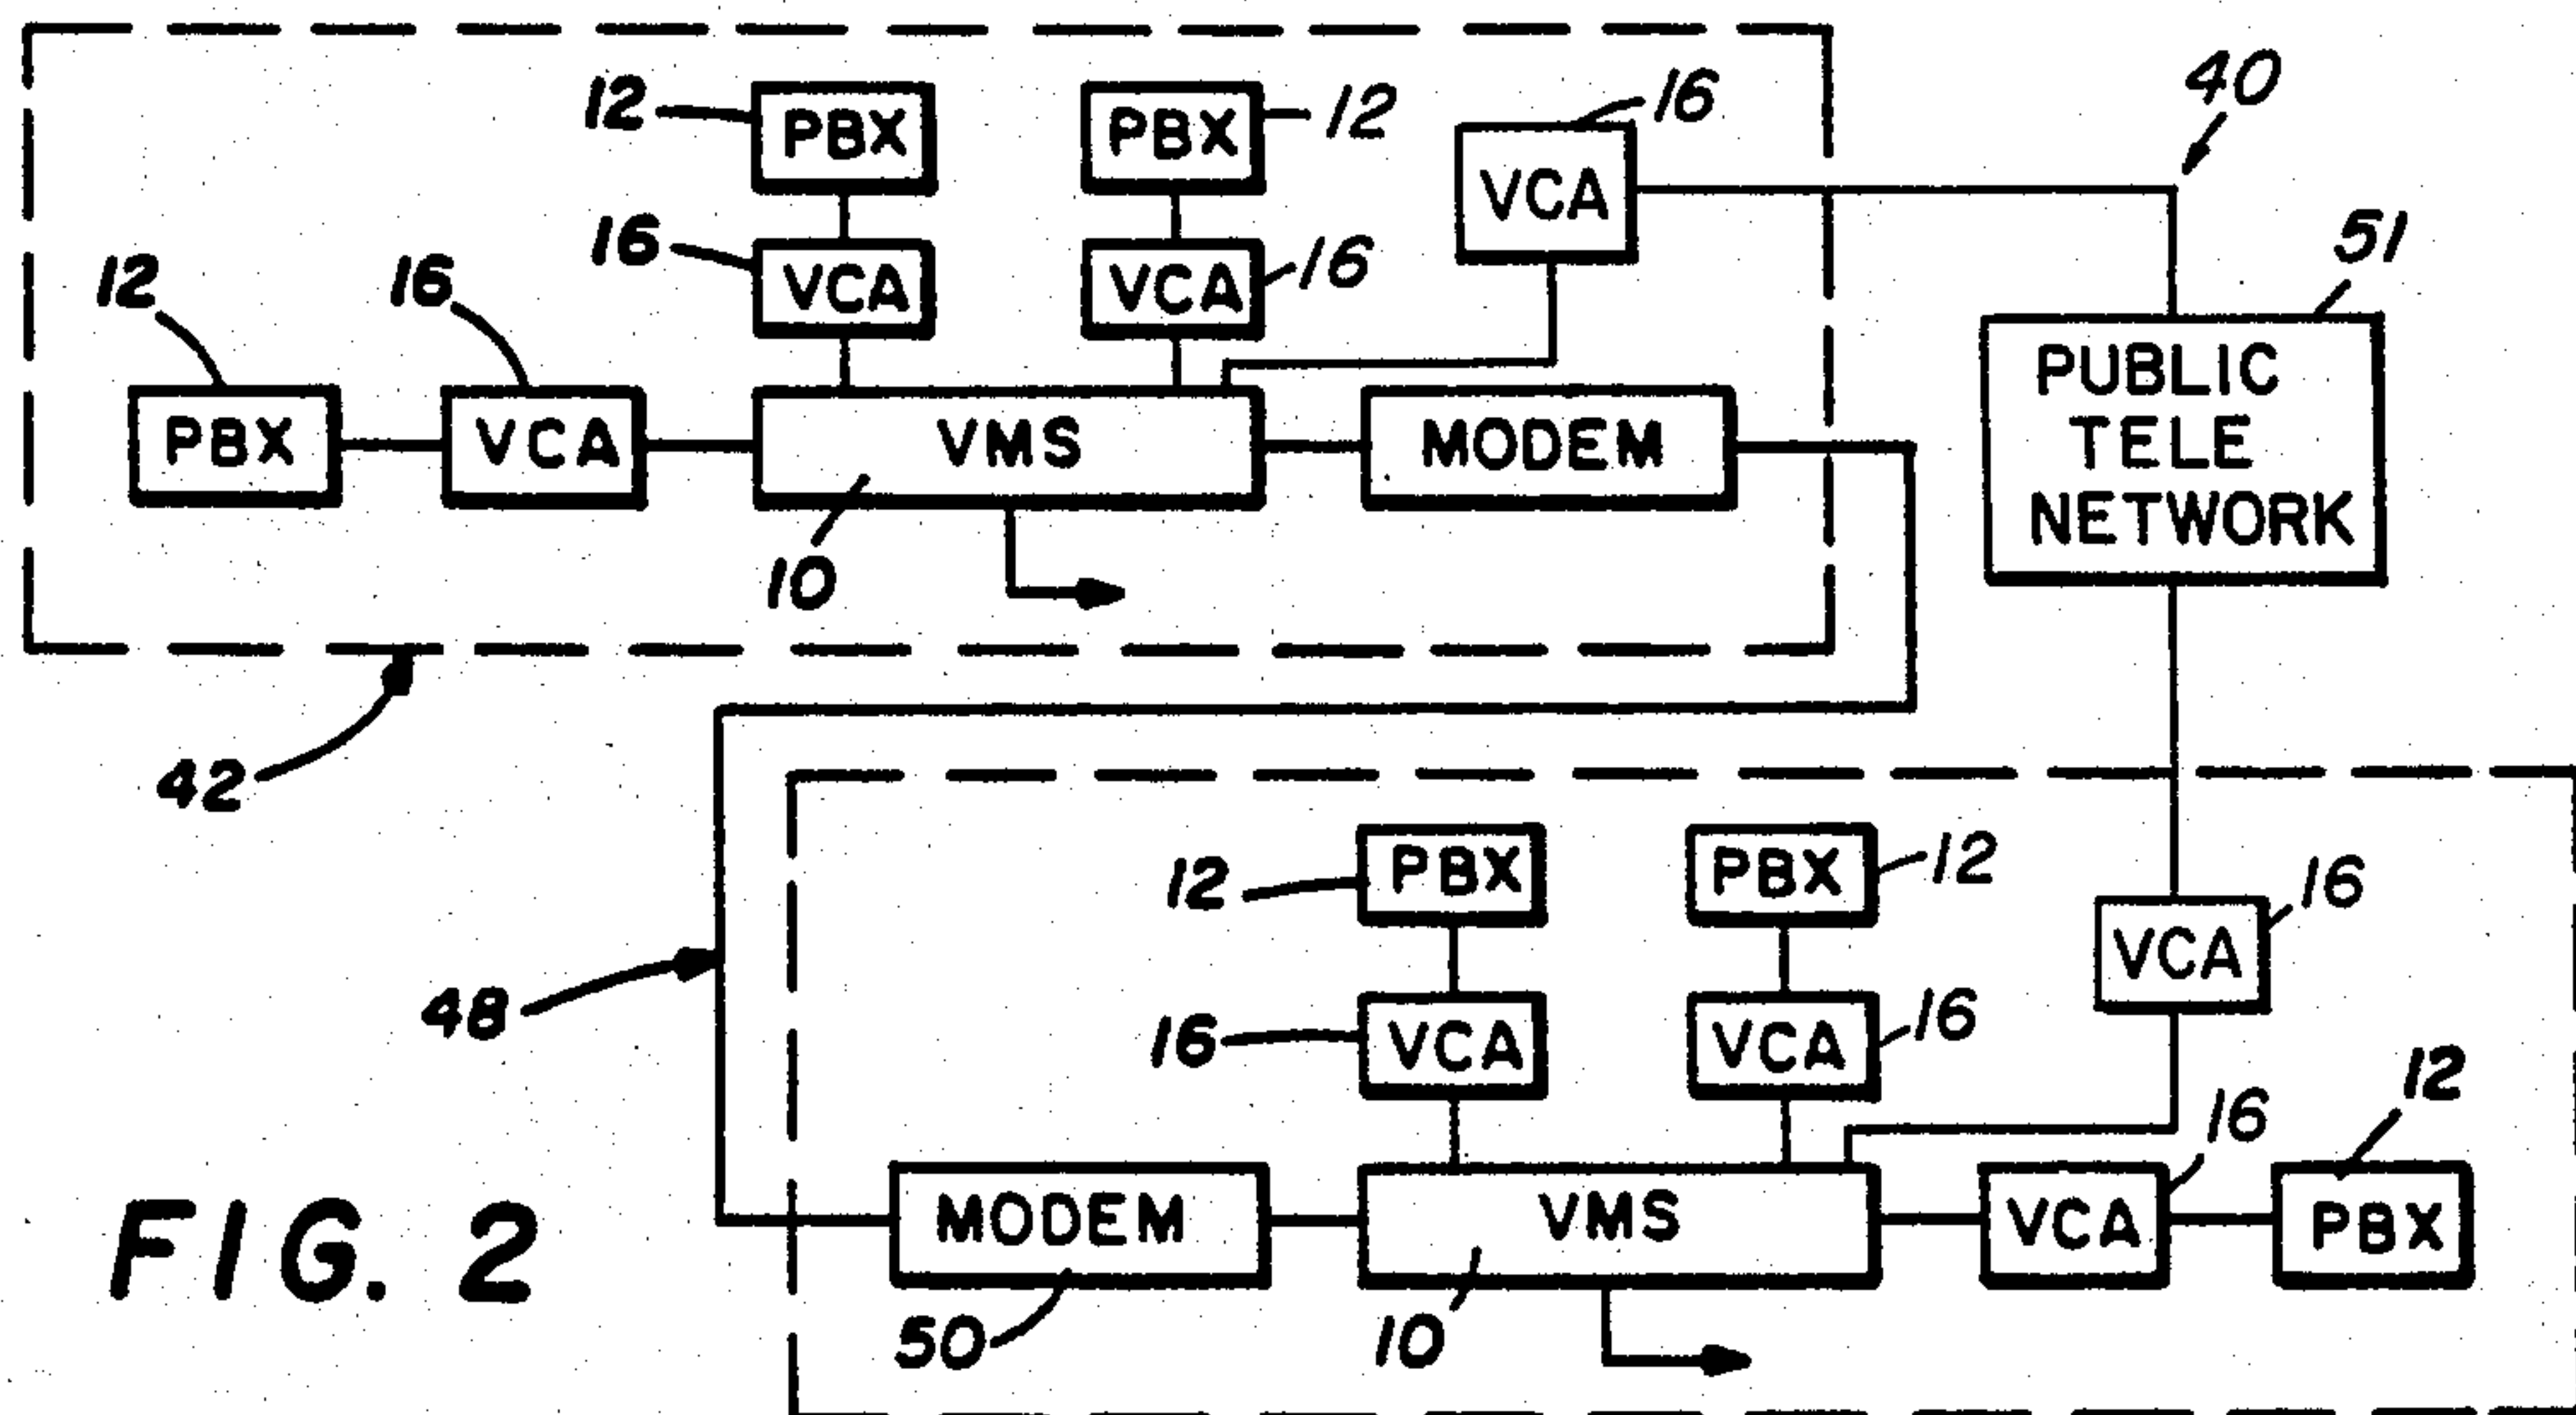 12 PBX PBX 12 16 40
VCA
16 VCA VCA 16 51
12 16
PUBLIC
TELE
NETWORK
PBX VCA VMS MODEM
10
42
12 PBX PBX 12
16
VCA
48 16 VCA VCA 16
12
16
MODEM VMS VCA PBX
50 10
FIG. 2